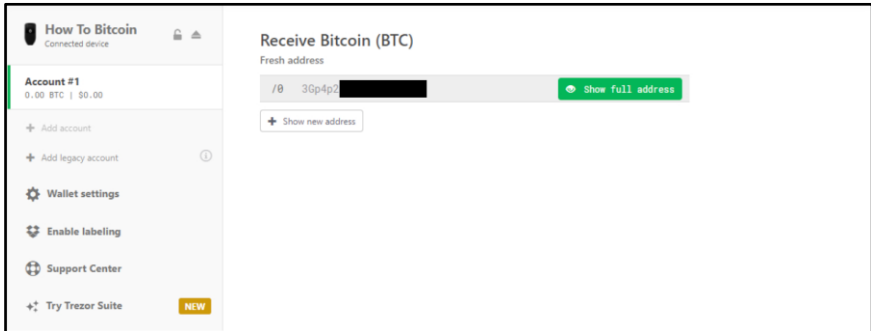 How To Bitcoin
Connected device
Account #1
0.00 BTC | $0.00
Add account
Add legacy account
Wallet settings
Enable labeling
Support Center
Try Trezor Suite NEW
Receive Bitcoin (BTC)
Fresh address
/0 3Gp4p2 Show full address
Show new address